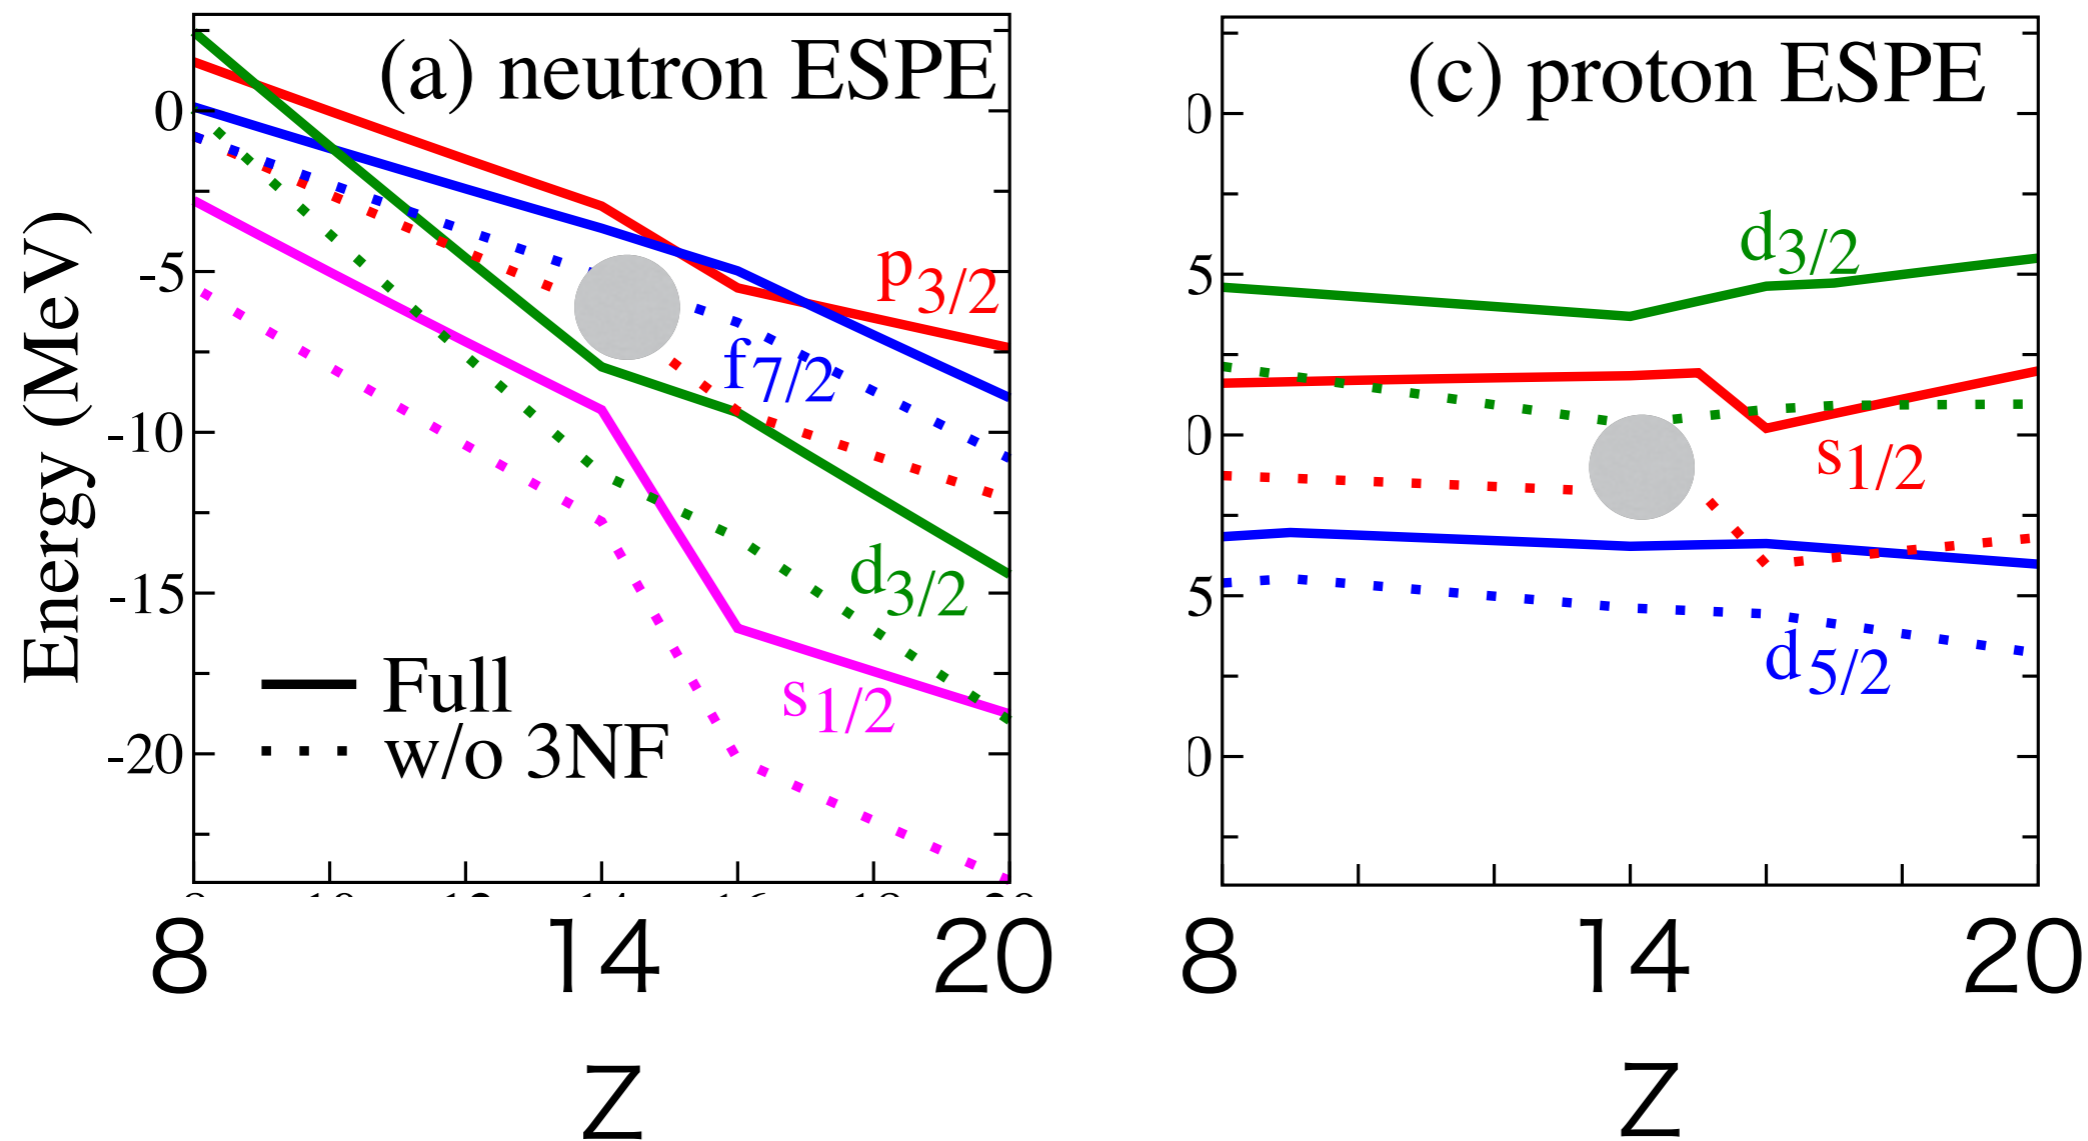 (a) neutron ESPE
0
-5
-10
-15
-20
Energy (MeV)
p3/2
f7/2
d3/2
s1/2
Full
w/o 3NF
8 14 20
Z
(c) proton ESPE
0
5
0
5
0
d3/2
s1/2
d5/2
8 14 20
Z